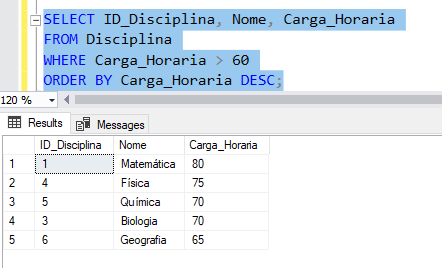 SELECT ID_Disciplina, Nome, Carga_Horaria
FROM Disciplina
WHERE Carga_Horaria > 60
ORDER BY Carga_Horaria DESC;
120 %
Results Messages
ID_Disciplina Nome Carga_Horaria
1 1 Matemática 80
2 4 Física 75
3 5 Química 70
4 3 Biologia 70
5 6 Geografia 65